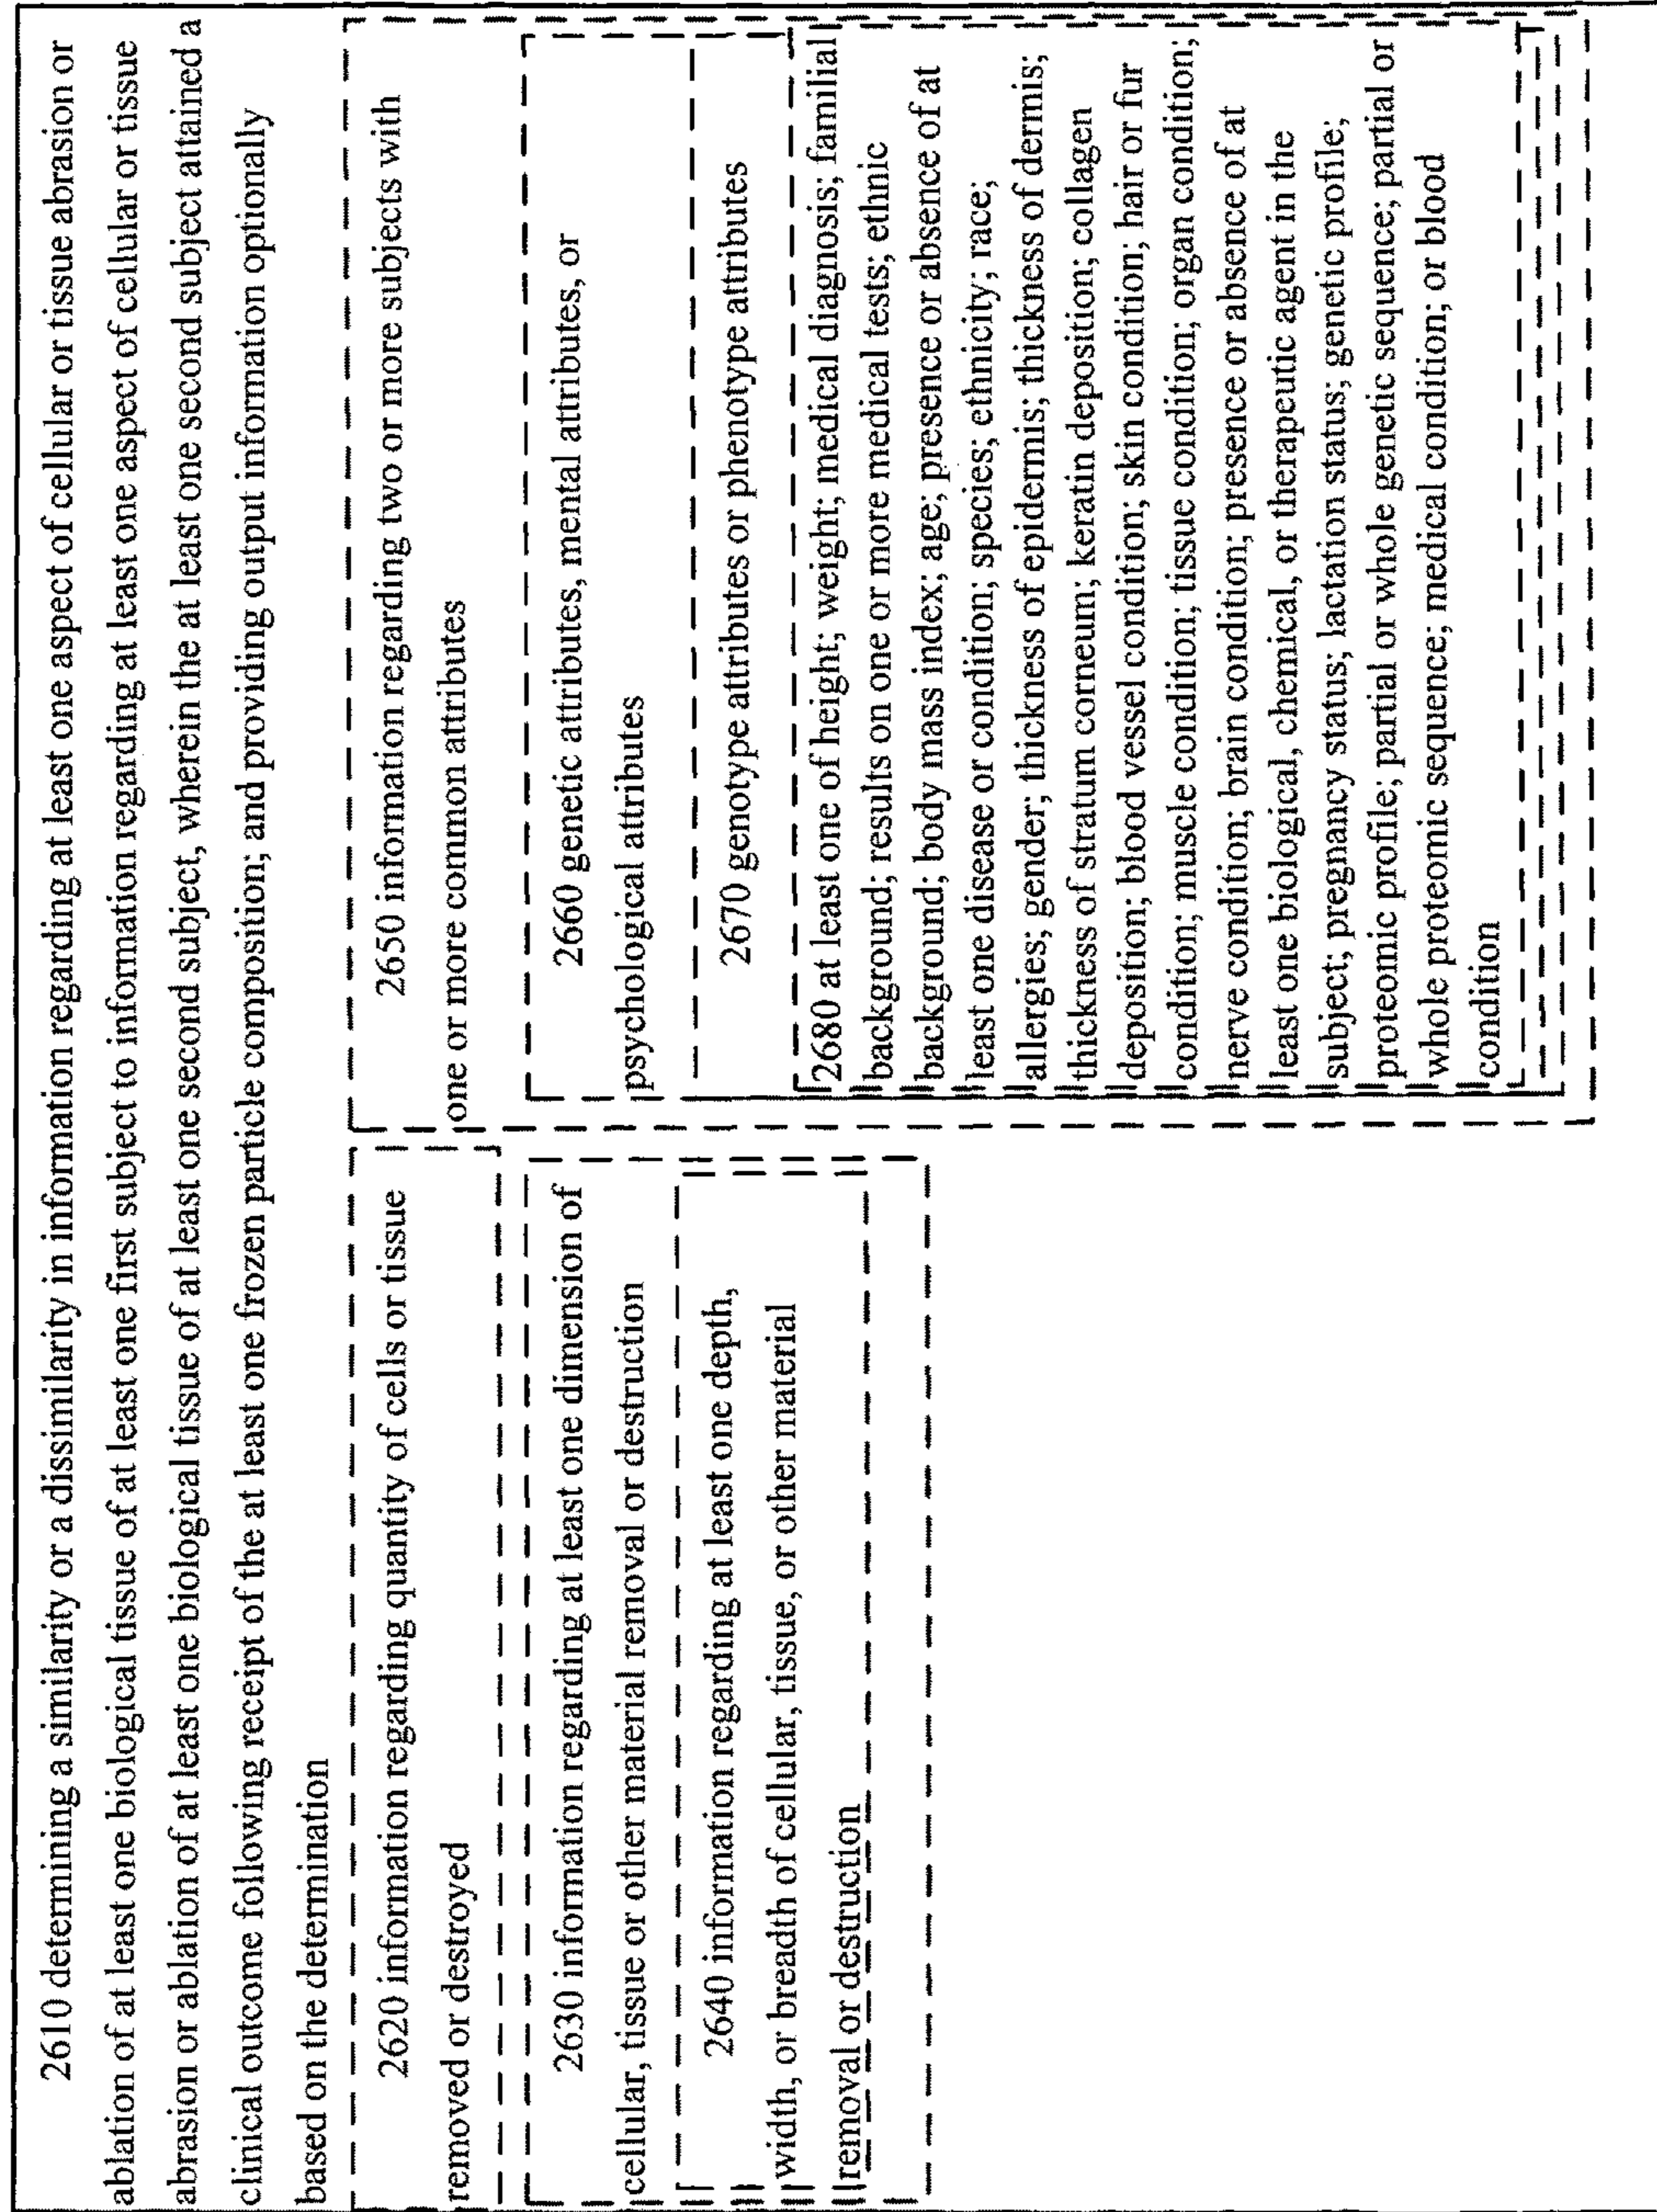 2610 determining a similarity or a dissimilarity in information regarding at least one aspect of cellular or tissue abrasion or
ablation of at least one biological tissue of at least one first subject to information regarding at least one aspect of cellular or tissue
abrasion or ablation of at least one biological tissue of at least one second subject, wherein the at least one second subject attained a
clinical outcome following receipt of the at least one frozen particle composition; and providing output information optionally
based on the determination
2620 information regarding quantity of cells or tissue
removed or destroyed
2630 information regarding at least one dimension of
cellular, tissue or other material removal or destruction
2640 information regarding at least one depth,
width, or breadth of cellular, tissue, or other material
removal or destruction
2650 information regarding two or more subjects with
one or more common attributes
2660 genetic attributes, mental attributes, or
psychological attributes
2670 genotype attributes or phenotype attributes
2680 at least one of height; weight; medical diagnosis; familial
background; results on one or more medical tests; ethnic
background; body mass index; age; presence or absence of at
least one disease or condition; species; ethnicity; race;
allergies; gender; thickness of epidermis; thickness of dermis;
thickness of stratum corneum; keratin deposition; collagen
deposition; blood vessel condition; skin condition; hair or fur
condition; muscle condition; tissue condition; organ condition;
nerve condition; brain condition; presence or absence of at
least one biological, chemical, or therapeutic agent in the
subject; pregnancy status; lactation status; genetic profile;
proteomic profile; partial or whole genetic sequence; partial or
whole proteomic sequence; medical condition; or blood
condition